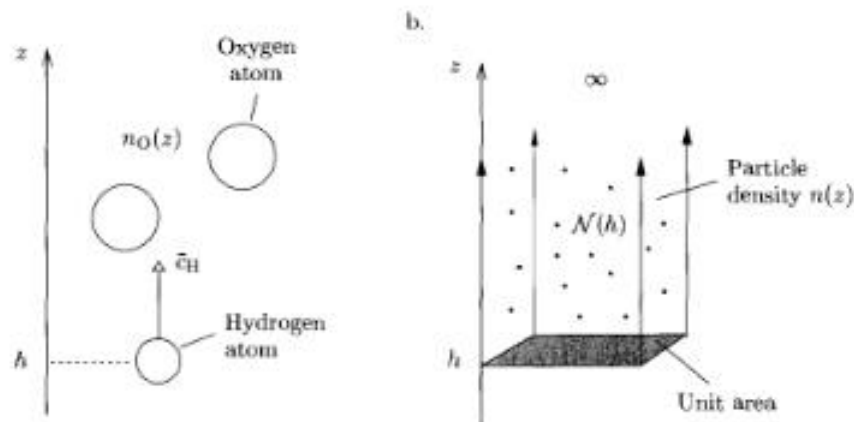 z
Oxygen
atom
n_O(z)
c̄_H
Hydrogen
atom
h
b.
z
∞
Particle
density n(z)
𝒩(h)
h
Unit area